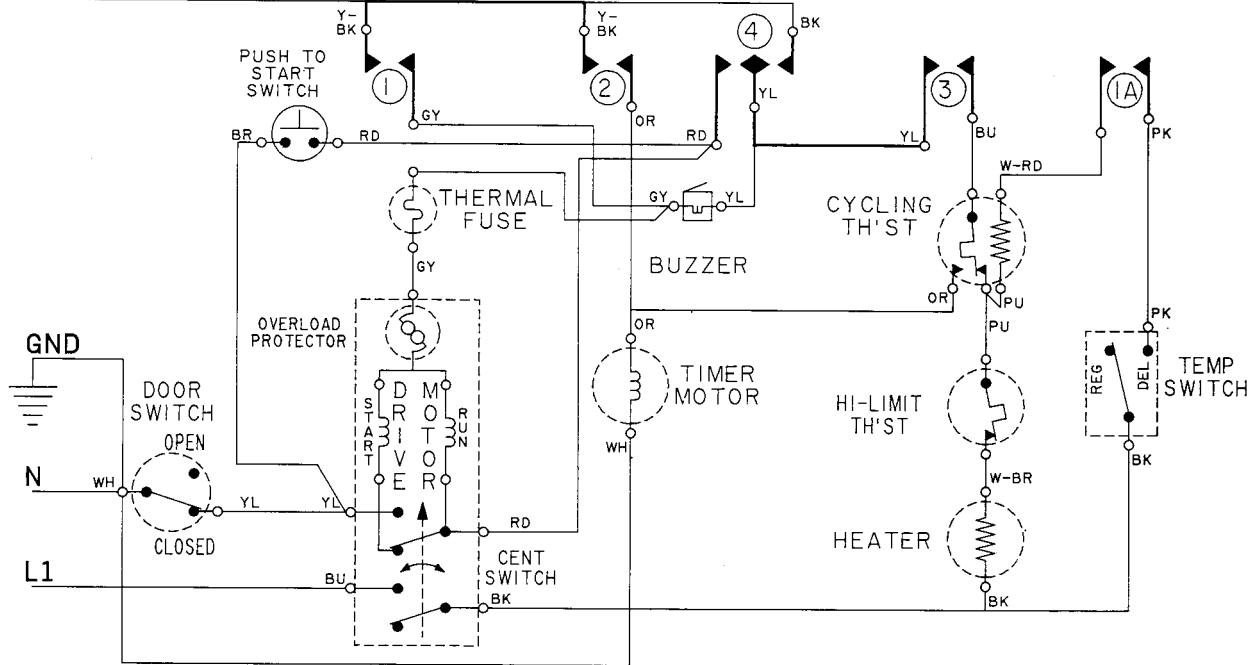 Y-
BK
Y-
BK
4
BK
PUSH TO
START
SWITCH
1
2
3
1A
YL
GY
OR
BR
RD
RD
YL
BU
PK
W-RD
THERMAL
FUSE
GY
YL
CYCLING
TH'ST
BUZZER
GY
OR
PU
PU
OVERLOAD
PROTECTOR
OR
PK
GND
DOOR
SWITCH
OPEN
START
DRIVE
MOTOR
RUN
TIMER
MOTOR
HI-LIMIT
TH'ST
REG
DEL
TEMP
SWITCH
WH
BK
N
WH
YL
YL
W-BR
CLOSED
RD
HEATER
CENT
SWITCH
L1
BU
BK
BK